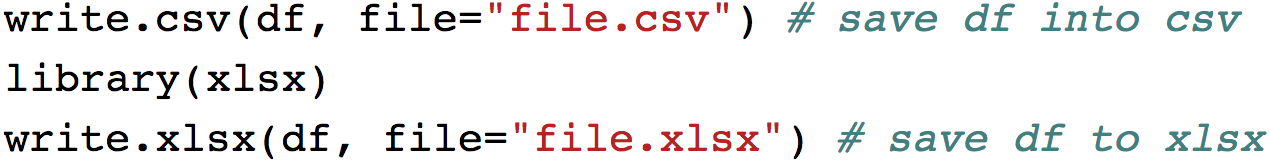 write.csv(df, file="file.csv") # save df into csv
library(xlsx)
write.xlsx(df, file="file.xlsx") # save df to xlsx